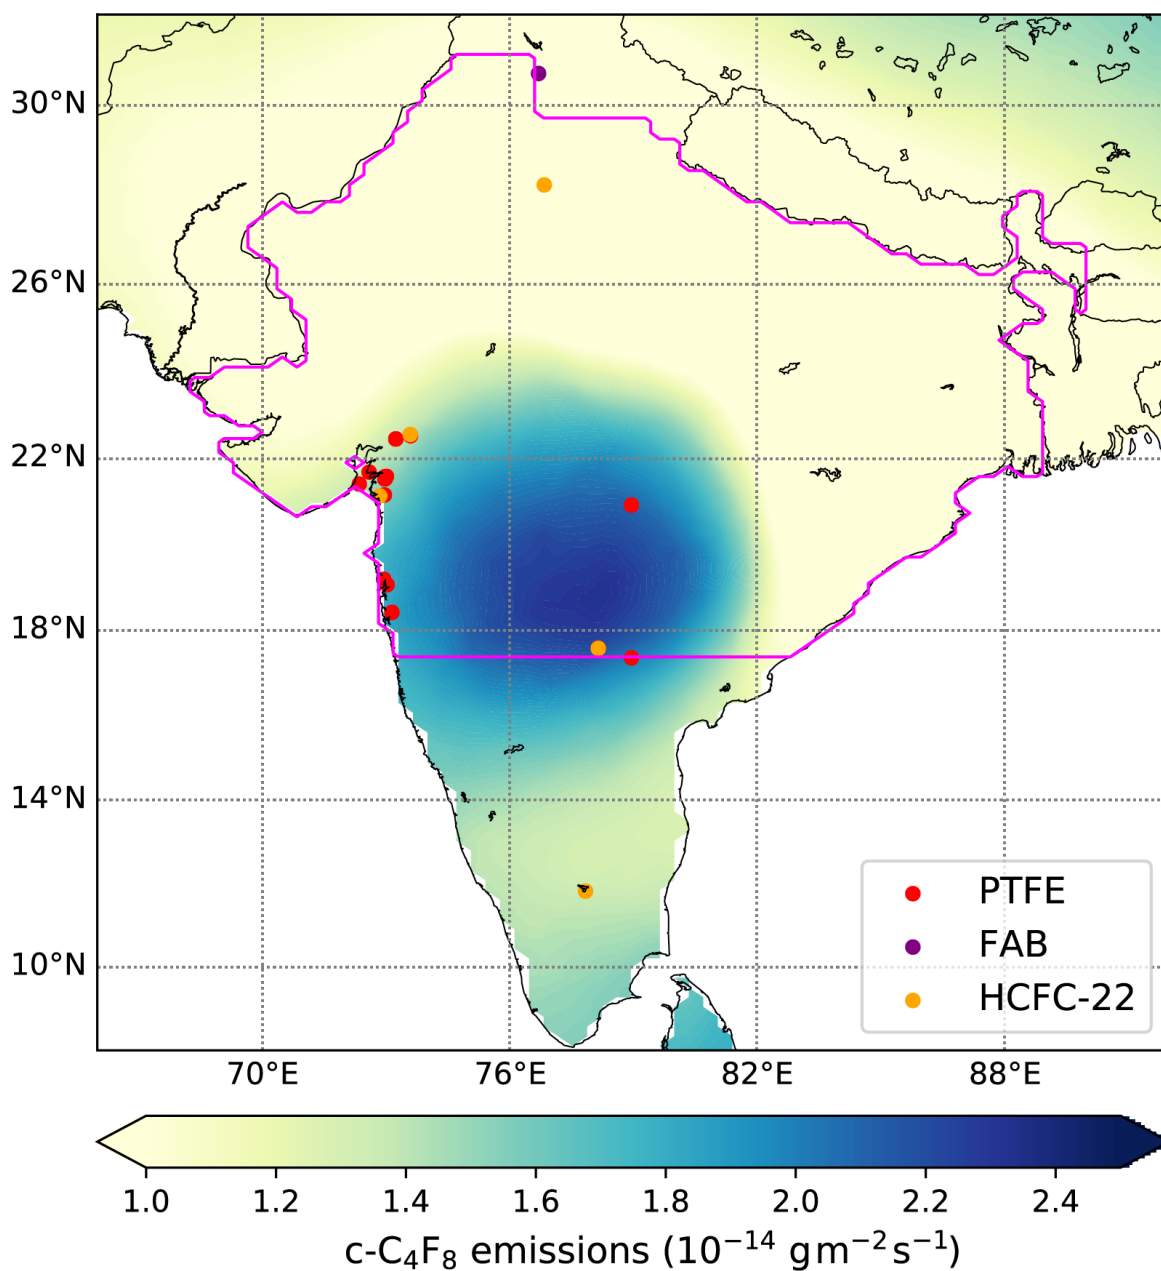 30°N
26°N
22°N
18°N
14°N
10°N
PTFE
FAB
HCFC-22
70°E 76°E 82°E 88°E
1.0 1.2 1.4 1.6 1.8 2.0 2.2 2.4
c-C₄F₈ emissions (10⁻¹⁴ gm⁻²s⁻¹)